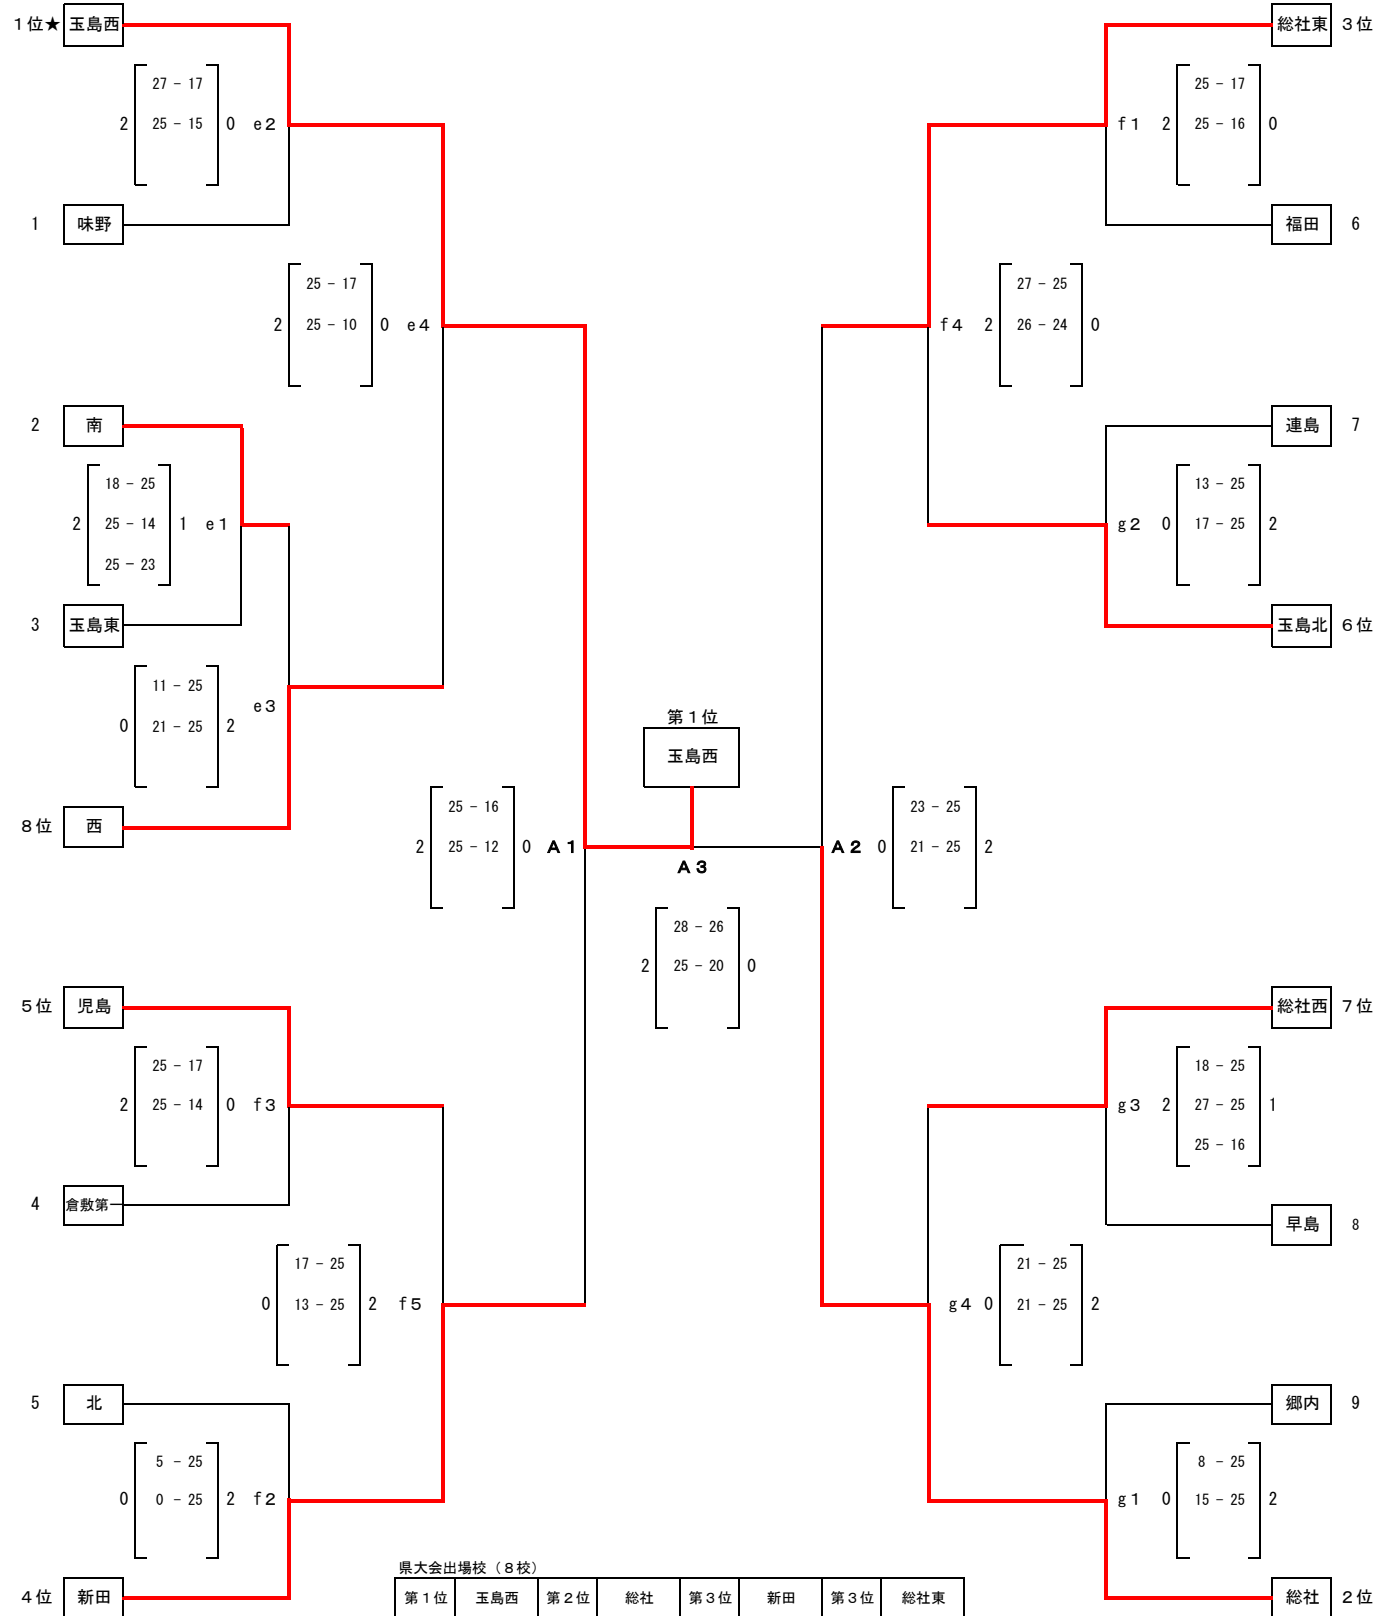 1位★ 玉島西
27 － 17
2 25 － 15 0 e2
1 味野
25 － 17
2 25 － 10 0 e4
2 南
18 － 25
2 25 － 14 1 e1
25 － 23
3 玉島東
11 － 25
e3
0 21 － 25 2
8位 西
25 － 16
2 25 － 12 0 A1
5位 児島
25 － 17
2 25 － 14 0 f3
4 倉敷第一
17 － 25
0 13 － 25 2 f5
5 北
5 － 25
0 0 － 25 2 f2
4位 新田
第1位
玉島西
A3
28 － 26
2 25 － 20 0
総社東 3位
25 － 17
f1 2 25 － 16 0
福田 6
27 － 25
f4 2 26 － 24 0
連島 7
13 － 25
g2 0 17 － 25 2
玉島北 6位
23 － 25
A2 0 21 － 25 2
総社西 7位
18 － 25
g3 2 27 － 25 1
25 － 16
早島 8
21 － 25
g4 0 21 － 25 2
郷内 9
8 － 25
g1 0 15 － 25 2
総社 2位
県大会出場校（8校）
第1位 玉島西 第2位 総社 第3位 新田 第3位 総社東